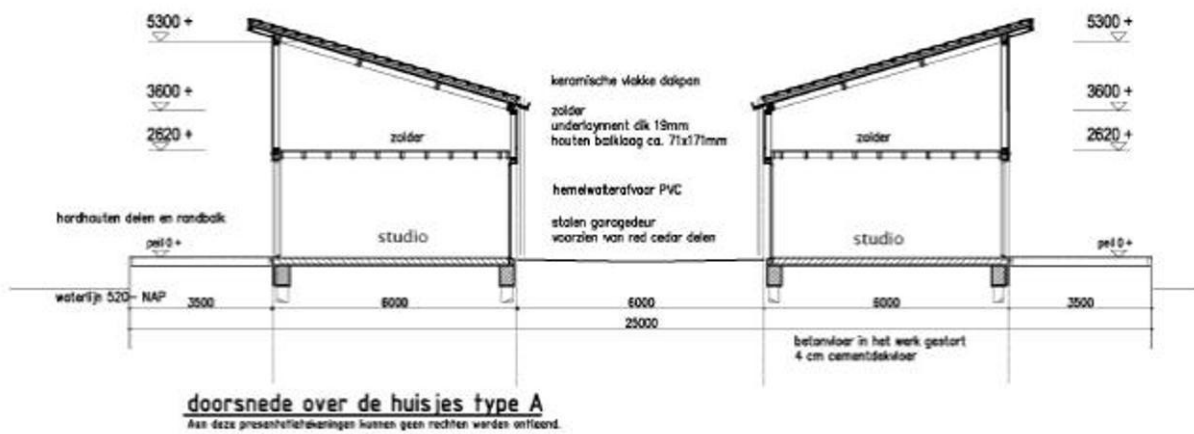 5300 +
3600 +
2620 +
zolder
hardhouten delen en randbalk
peil 0 +
studio
waterlijn 520- NAP
keramische vlakke dakpan
zolder
underlayment dik 19mm
houten balklaag ca. 71x171mm
hemelwaterafvoer PVC
stalen garagedeur
voorzien van red cedar delen
5300 +
3600 +
2620 +
zolder
studio
peil 0 +
3500 6000 6000 6000 3500
25000
betonvloer in het werk gestort
4 cm cementdekvloer
doorsnede over de huisjes type A
Aan deze presentatietekeningen kunnen geen rechten worden ontleend.